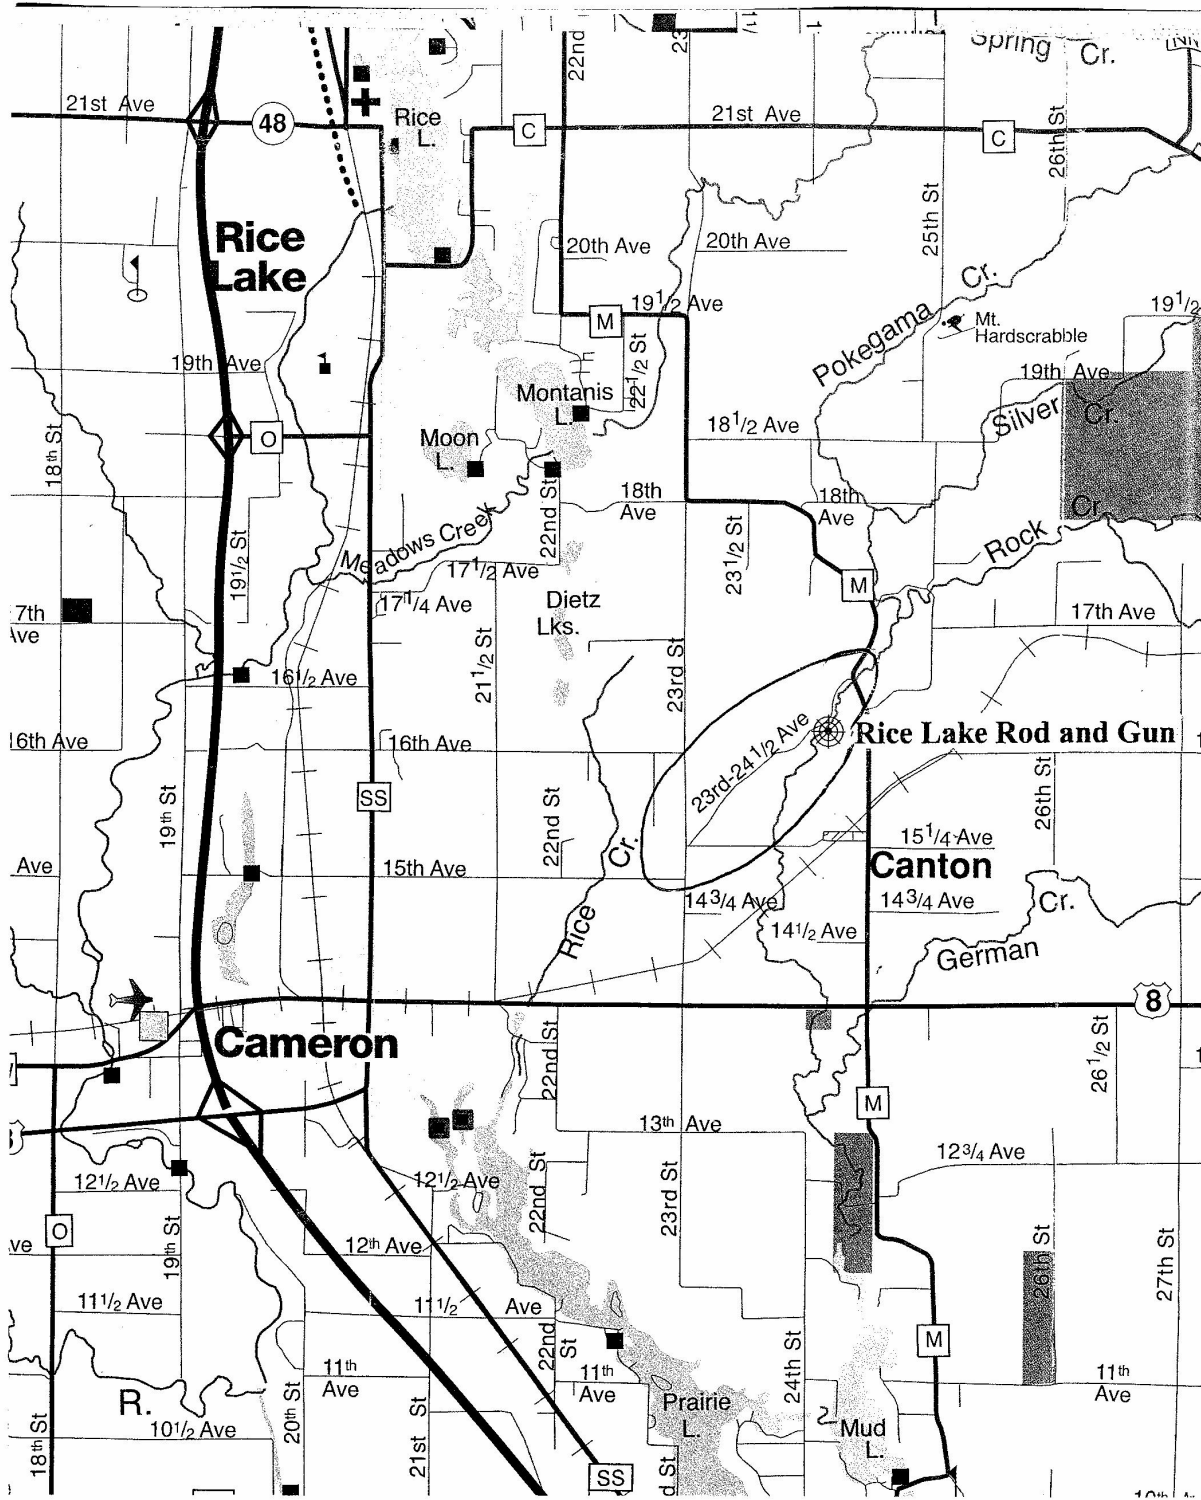 22nd
23
Spring Cr.
NN
21st Ave
48
Rice
L.
C
21st Ave
C
26th St
Rice
Lake
20th Ave
20th Ave
25th St
Pokegama Cr.
M
19 1/2 Ave
22 1/2 St
Mt.
Hardscrabble
19 1/2
19th Ave
19th Ave
Montanis
L.
Silver Cr.
18th St
O
Moon
L.
18 1/2 Ave
22nd St
18th
Ave
18th
Ave
Rock Cr.
19 1/2 St
Meadows Creek
17 1/2 Ave
23 1/2 St
M
17 1/4 Ave
Dietz
Lks.
7th
Ave
17th Ave
16 1/2 Ave
21 1/2 St
23rd St
16th Ave
16th Ave
23rd-24 1/2 Ave
Rice Lake Rod and Gun
19th St
SS
22nd St
26th St
Ave
15th Ave
Rice Cr.
15 1/4 Ave
Canton
14 3/4 Ave
14 3/4 Ave
Cr.
14 1/2 Ave
German
8
Cameron
22nd St
26 1/2 St
M
13th Ave
12 3/4 Ave
12 1/2 Ave
12 1/2 Ave
22nd St
23rd St
O
19th St
12th Ave
26th St
27th St
11 1/2 Ave
11 1/2 Ave
22nd St
24th St
M
11th
Ave
11th
Ave
11th
Ave
R.
Prairie
L.
Mud
L.
10 1/2 Ave
18th St
20th St
21st St
SS
d St